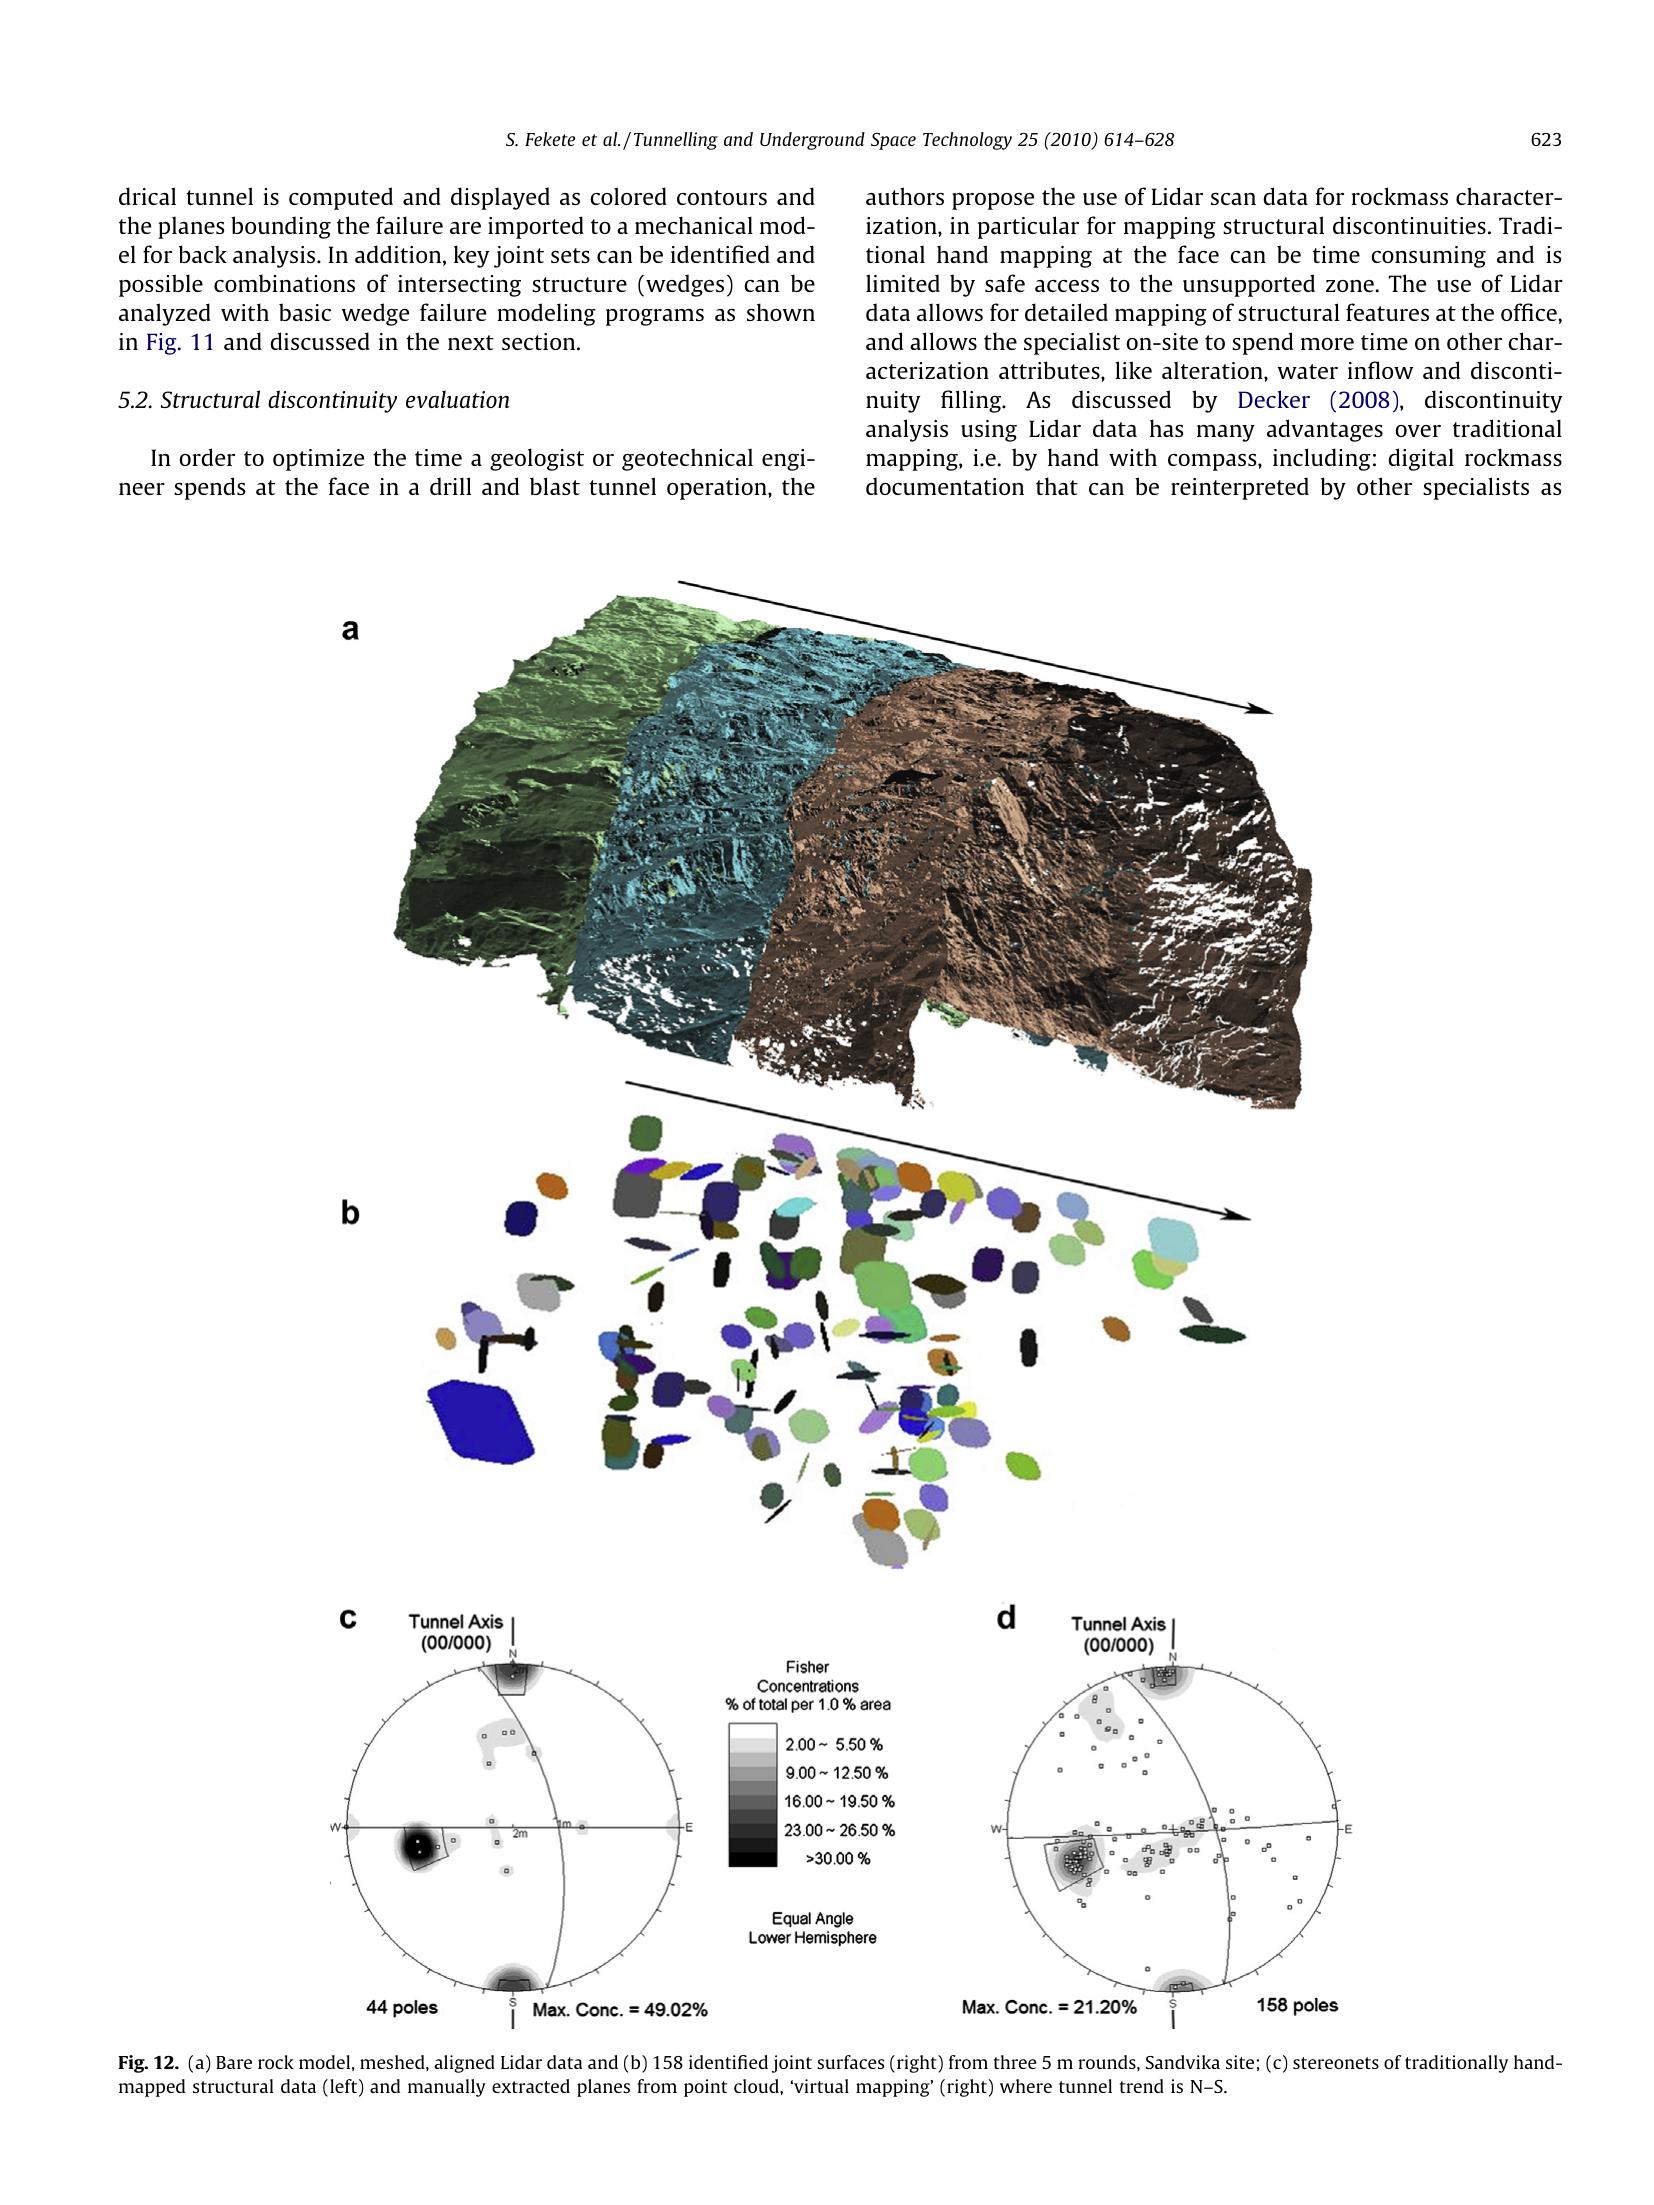 S. Fekete et al. / Tunnelling and Underground Space Technology 25 (2010) 614–628
623
drical tunnel is computed and displayed as colored contours and
the planes bounding the failure are imported to a mechanical mod-
el for back analysis. In addition, key joint sets can be identified and
possible combinations of intersecting structure (wedges) can be
analyzed with basic wedge failure modeling programs as shown
in Fig. 11 and discussed in the next section.
5.2. Structural discontinuity evaluation
In order to optimize the time a geologist or geotechnical engi-
neer spends at the face in a drill and blast tunnel operation, the
authors propose the use of Lidar scan data for rockmass character-
ization, in particular for mapping structural discontinuities. Tradi-
tional hand mapping at the face can be time consuming and is
limited by safe access to the unsupported zone. The use of Lidar
data allows for detailed mapping of structural features at the office,
and allows the specialist on-site to spend more time on other char-
acterization attributes, like alteration, water inflow and disconti-
nuity filling. As discussed by Decker (2008), discontinuity
analysis using Lidar data has many advantages over traditional
mapping, i.e. by hand with compass, including: digital rockmass
documentation that can be reinterpreted by other specialists as
a
b
c
Tunnel Axis
(00/000)
N
W
E
1m
2m
S
44 poles
Max. Conc. = 49.02%
Fisher
Concentrations
% of total per 1.0 % area
2.00 ~ 5.50 %
9.00 ~ 12.50 %
16.00 ~ 19.50 %
23.00 ~ 26.50 %
>30.00 %
Equal Angle
Lower Hemisphere
d
Tunnel Axis
(00/000)
N
W
E
S
Max. Conc. = 21.20%
158 poles
Fig. 12. (a) Bare rock model, meshed, aligned Lidar data and (b) 158 identified joint surfaces (right) from three 5 m rounds, Sandvika site; (c) stereonets of traditionally hand-
mapped structural data (left) and manually extracted planes from point cloud, ‘virtual mapping’ (right) where tunnel trend is N–S.